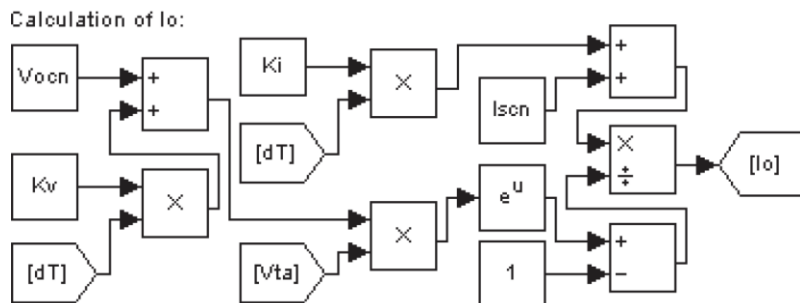 Calculation of Io:
Vocn
+
+
Kv
×
[dT]
Ki
×
[dT]
Iscn
+
+
×
÷
[Io]
[Vta]
×
e^u
1
+
−